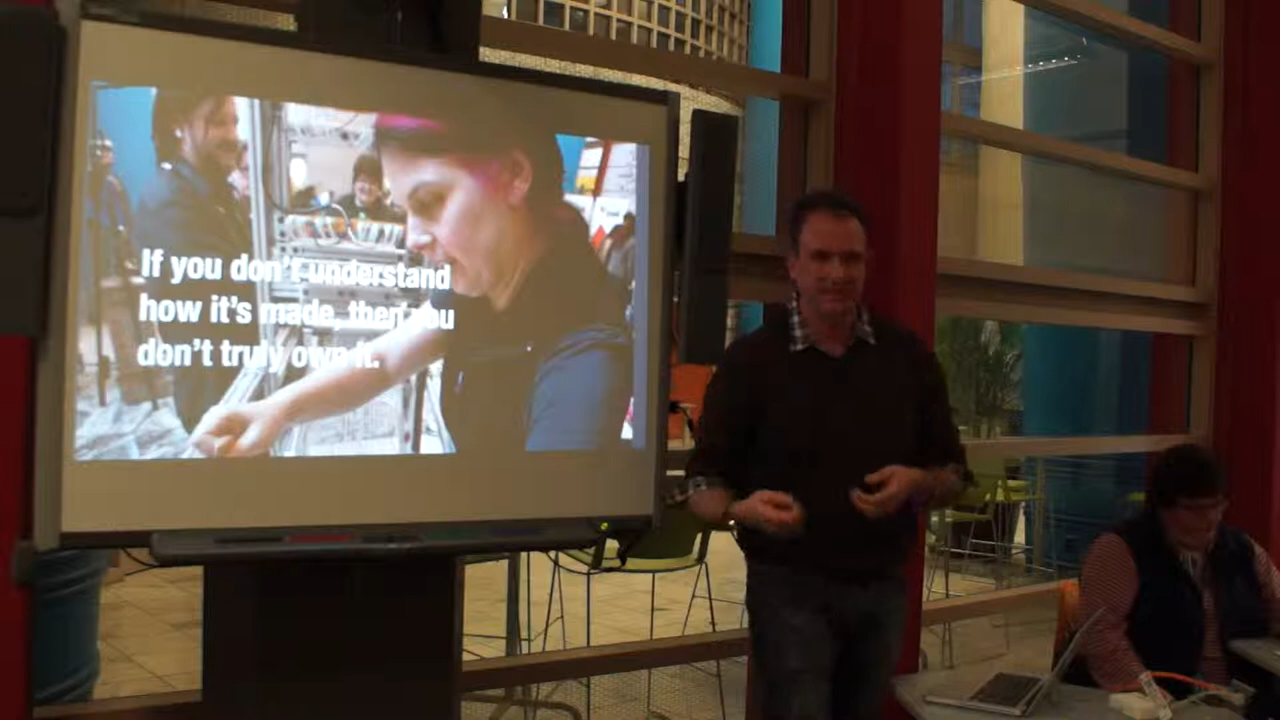 If you don't understand
how it's made, then you
don't truly own it.